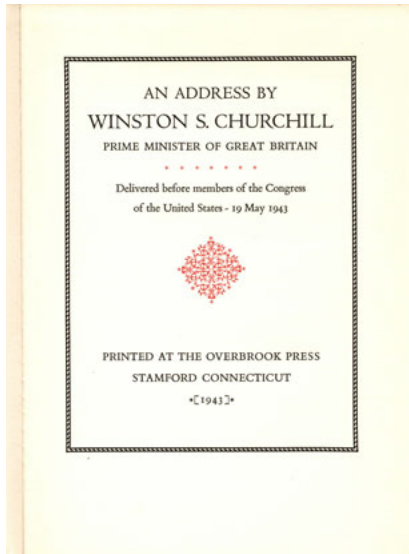 AN ADDRESS BY
WINSTON S. CHURCHILL
PRIME MINISTER OF GREAT BRITAIN
Delivered before members of the Congress
of the United States - 19 May 1943
PRINTED AT THE OVERBROOK PRESS
STAMFORD CONNECTICUT
[1943]